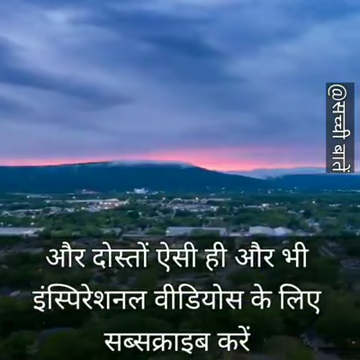 @सच्ची बातें
और दोस्तों ऐसी ही और भी
इंस्पिरेशनल वीडियोस के लिए
सब्सक्राइब करें